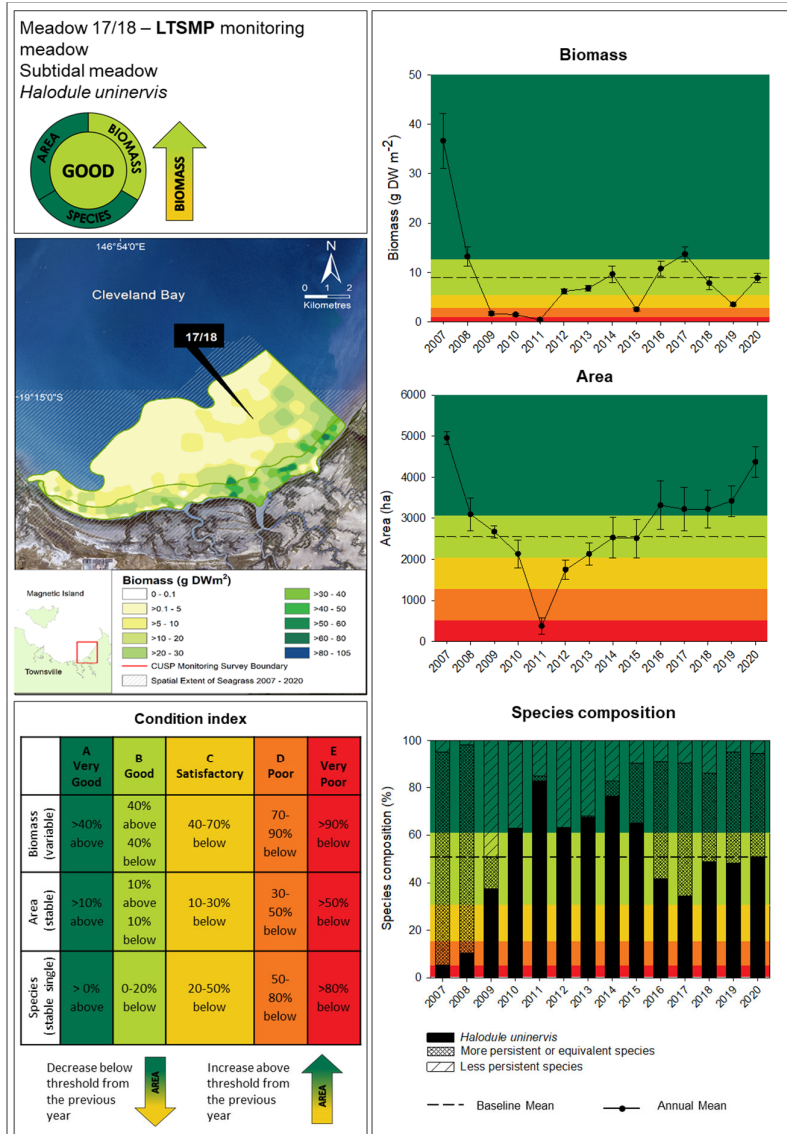 Meadow 17/18 – LTSMP monitoring
meadow
Subtidal meadow
Halodule uninervis
AREA
BIOMASS
GOOD
SPECIES
BIOMASS
146°54'0"E
N
Cleveland Bay
0 1 2
Kilometres
17/18
19°15'0"S
Magnetic Island
Townsville
Biomass (g DWm²)
0 - 0.1
>0.1 - 5
>5 - 10
>10 - 20
>20 - 30
>30 - 40
>40 - 50
>50 - 60
>60 - 80
>80 - 105
CUSP Monitoring Survey Boundary
Spatial Extent of Seagrass 2007 - 2020
Condition index
A Very Good
B Good
C Satisfactory
D Poor
E Very Poor
Biomass (variable)
>40% above
40% above 40% below
40-70% below
70-90% below
>90% below
Area (stable)
>10% above
10% above 10% below
10-30% below
30-50% below
>50% below
Species (stable single)
> 0% above
0-20% below
20-50% below
50-80% below
>80% below
Decrease below
threshold from
the previous
year
AREA
Increase above
threshold from
the previous
year
AREA
Biomass
Biomass (g DW m⁻²)
50
40
30
20
10
0
2007 2008 2009 2010 2011 2012 2013 2014 2015 2016 2017 2018 2019 2020
Area
Area (ha)
6000
5000
4000
3000
2000
1000
0
2007 2008 2009 2010 2011 2012 2013 2014 2015 2016 2017 2018 2019 2020
Species composition
Species composition (%)
100
80
60
40
20
0
2007 2008 2009 2010 2011 2012 2013 2014 2015 2016 2017 2018 2019 2020
Halodule uninervis
More persistent or equivalent species
Less persistent species
Baseline Mean
Annual Mean